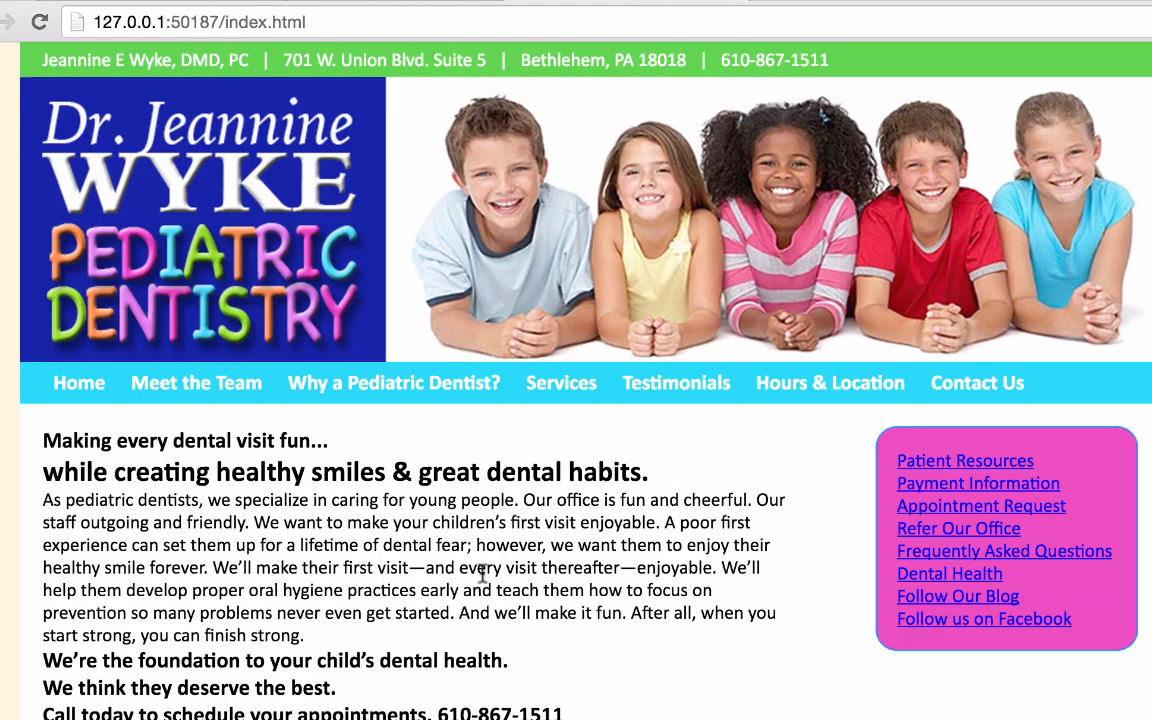 127.0.0.1:50187/index.html
Jeannine E Wyke, DMD, PC | 701 W. Union Blvd. Suite 5 | Bethlehem, PA 18018 | 610-867-1511
Dr. Jeannine
WYKE
PEDIATRIC
DENTISTRY
Home Meet the Team Why a Pediatric Dentist? Services Testimonials Hours & Location Contact Us
Making every dental visit fun...
while creating healthy smiles & great dental habits.
As pediatric dentists, we specialize in caring for young people. Our office is fun and cheerful. Our
staff outgoing and friendly. We want to make your children’s first visit enjoyable. A poor first
experience can set them up for a lifetime of dental fear; however, we want them to enjoy their
healthy smile forever. We’ll make their first visit—and every visit thereafter—enjoyable. We’ll
help them develop proper oral hygiene practices early and teach them how to focus on
prevention so many problems never even get started. And we’ll make it fun. After all, when you
start strong, you can finish strong.
We’re the foundation to your child’s dental health.
We think they deserve the best.
Call today to schedule your appointments. 610-867-1511
Patient Resources
Payment Information
Appointment Request
Refer Our Office
Frequently Asked Questions
Dental Health
Follow Our Blog
Follow us on Facebook